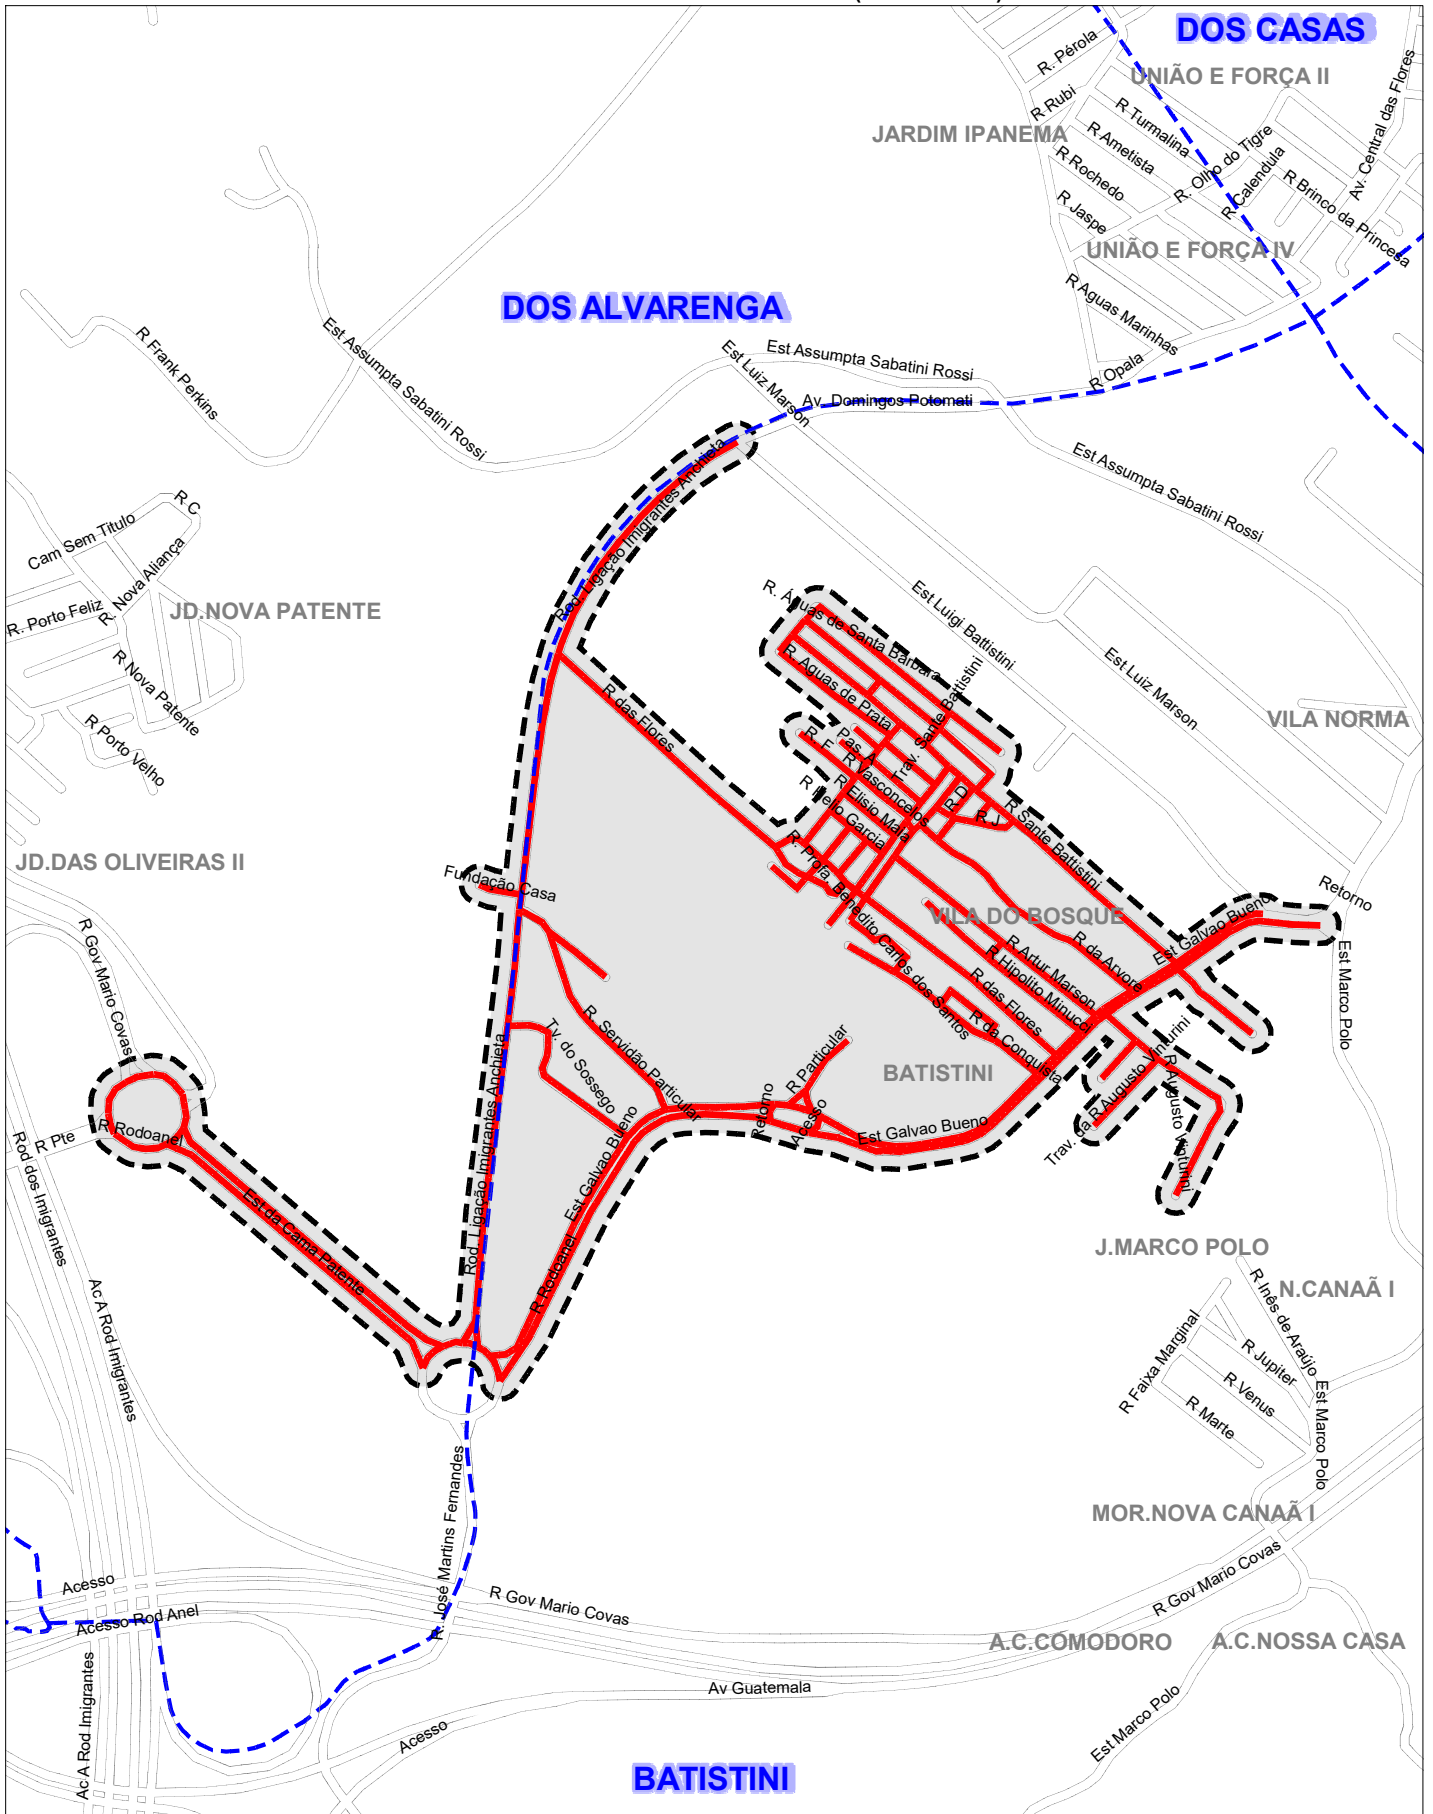 DOS CASAS
R. Pérola
UNIÃO E FORÇA II
R Rubi
R Turmalina
Av. Central das Flores
JARDIM IPANEMA
R Ametista
R. Olho do Tigre
R Rochedo
R Calendula
R Brinco da Princesa
R Jaspe
UNIÃO E FORÇA IV
R Aguas Marinhas
DOS ALVARENGA
R Frank Perkins
Est Assumpta Sabatini Rossi
Est Luiz Marson
Est Assumpta Sabatini Rossi
R Opala
Av. Domingos Potomati
Est Assumpta Sabatini Rossi
Rod. Ligação Imigrantes Anchieta
R C
Cam Sem Titulo
R. Nova Aliança
R. Porto Feliz
JD.NOVA PATENTE
R Nova Patente
R Porto Velho
R. Águas de Santa Barbara
Est Luigi Battistini
R. Aguas de Prata
Trav. Sante Battistini
Est Luiz Marson
R das Flores
VILA NORMA
R. F
Pas. A
R Vasconcelos
R Elisio Maia
R Hello Garcia
R D
R J
R Sante Battistini
JD.DAS OLIVEIRAS II
Fundação Casa
R. Profa. Benedito Carlos dos Santos
VILA DO BOSQUE
Est Galvao Bueno
Retorno
R Gov Mario Covas
R da Arvore
R Artur Marson
R Hipolito Minucci
R das Flores
Est Marco Polo
R da Conquista
Tv. do Sossego
R. Servidão Particular
R Particular
BATISTINI
Rod. Ligação Imigrantes Anchieta
Retorno
Acesso
Est Galvao Bueno
R Augusto Vinturini
Trav. da R Augusto Vinturini
R Pte
R Rodoanel
Rod dos Imigrantes
Est Galvao Bueno
Est.da Cama Patente
R Rodoanel
J.MARCO POLO
N.CANAÃ I
R Inês de Araújo
Ac A Rod Imigrantes
R Faixa Marginal
R Jupiter
R Venus
R Marte
Est Marco Polo
R. José Martins Fernandes
MOR.NOVA CANAÃ I
Acesso
R Gov Mario Covas
R Gov Mario Covas
Acesso Rod Anel
A.C.COMODORO
A.C.NOSSA CASA
Ac A Rod Imigrantes
Av Guatemala
Acesso
Est Marco Polo
BATISTINI